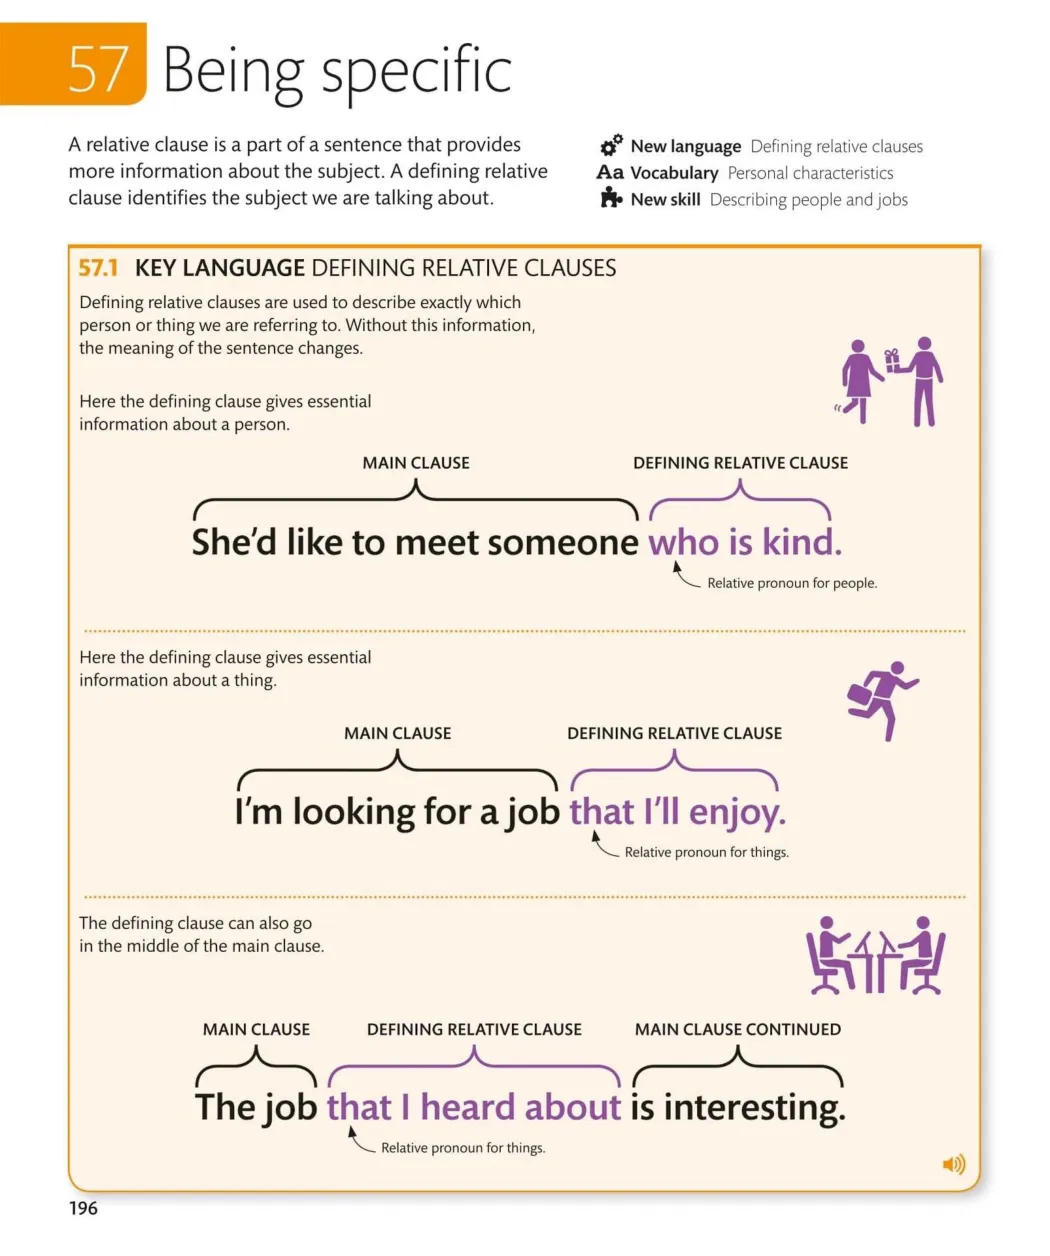 57 Being specific
A relative clause is a part of a sentence that provides
more information about the subject. A defining relative
clause identifies the subject we are talking about.
New language Defining relative clauses
Aa Vocabulary Personal characteristics
New skill Describing people and jobs
57.1 KEY LANGUAGE DEFINING RELATIVE CLAUSES
Defining relative clauses are used to describe exactly which
person or thing we are referring to. Without this information,
the meaning of the sentence changes.
Here the defining clause gives essential
information about a person.
MAIN CLAUSE DEFINING RELATIVE CLAUSE
She'd like to meet someone who is kind.
Relative pronoun for people.
Here the defining clause gives essential
information about a thing.
MAIN CLAUSE DEFINING RELATIVE CLAUSE
I'm looking for a job that I'll enjoy.
Relative pronoun for things.
The defining clause can also go
in the middle of the main clause.
MAIN CLAUSE DEFINING RELATIVE CLAUSE MAIN CLAUSE CONTINUED
The job that I heard about is interesting.
Relative pronoun for things.
196